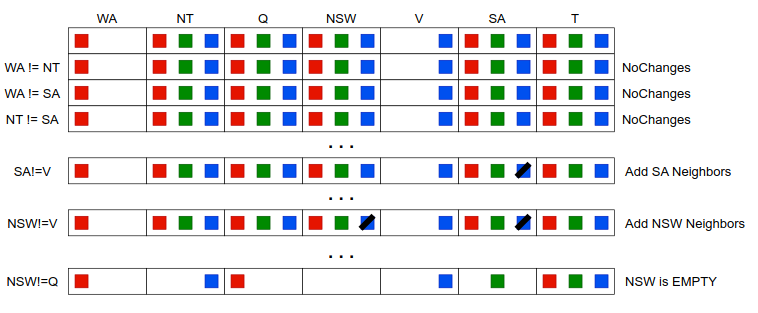 WA NT Q NSW V SA T
WA != NT NoChanges
WA != SA NoChanges
NT != SA NoChanges
. . .
SA!=V Add SA Neighbors
. . .
NSW!=V Add NSW Neighbors
. . .
NSW!=Q NSW is EMPTY